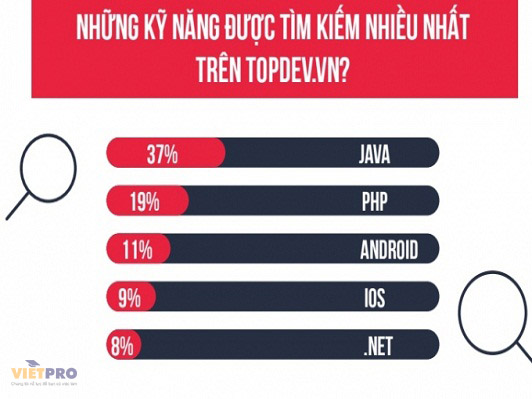 NHỮNG KỸ NĂNG ĐƯỢC TÌM KIẾM NHIỀU NHẤT
TRÊN TOPDEV.VN?
37% JAVA
19% PHP
11% ANDROID
9% IOS
8% .NET
VIETPRO